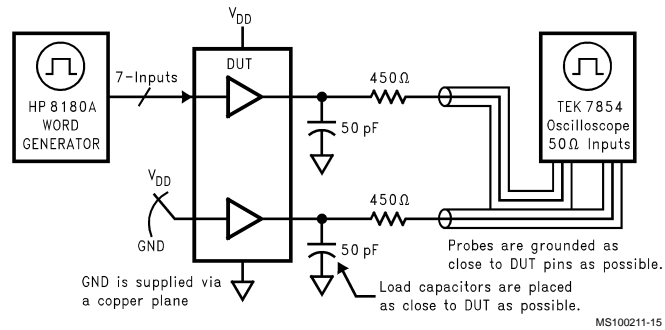 V_DD
DUT
HP 8180A
WORD
GENERATOR
7-Inputs
450Ω
50 pF
TEK 7854
Oscilloscope
50Ω Inputs
V_DD
GND
450Ω
50 pF
Probes are grounded as
close to DUT pins as possible.
GND is supplied via
a copper plane
Load capacitors are placed
as close to DUT as possible.
MS100211-15